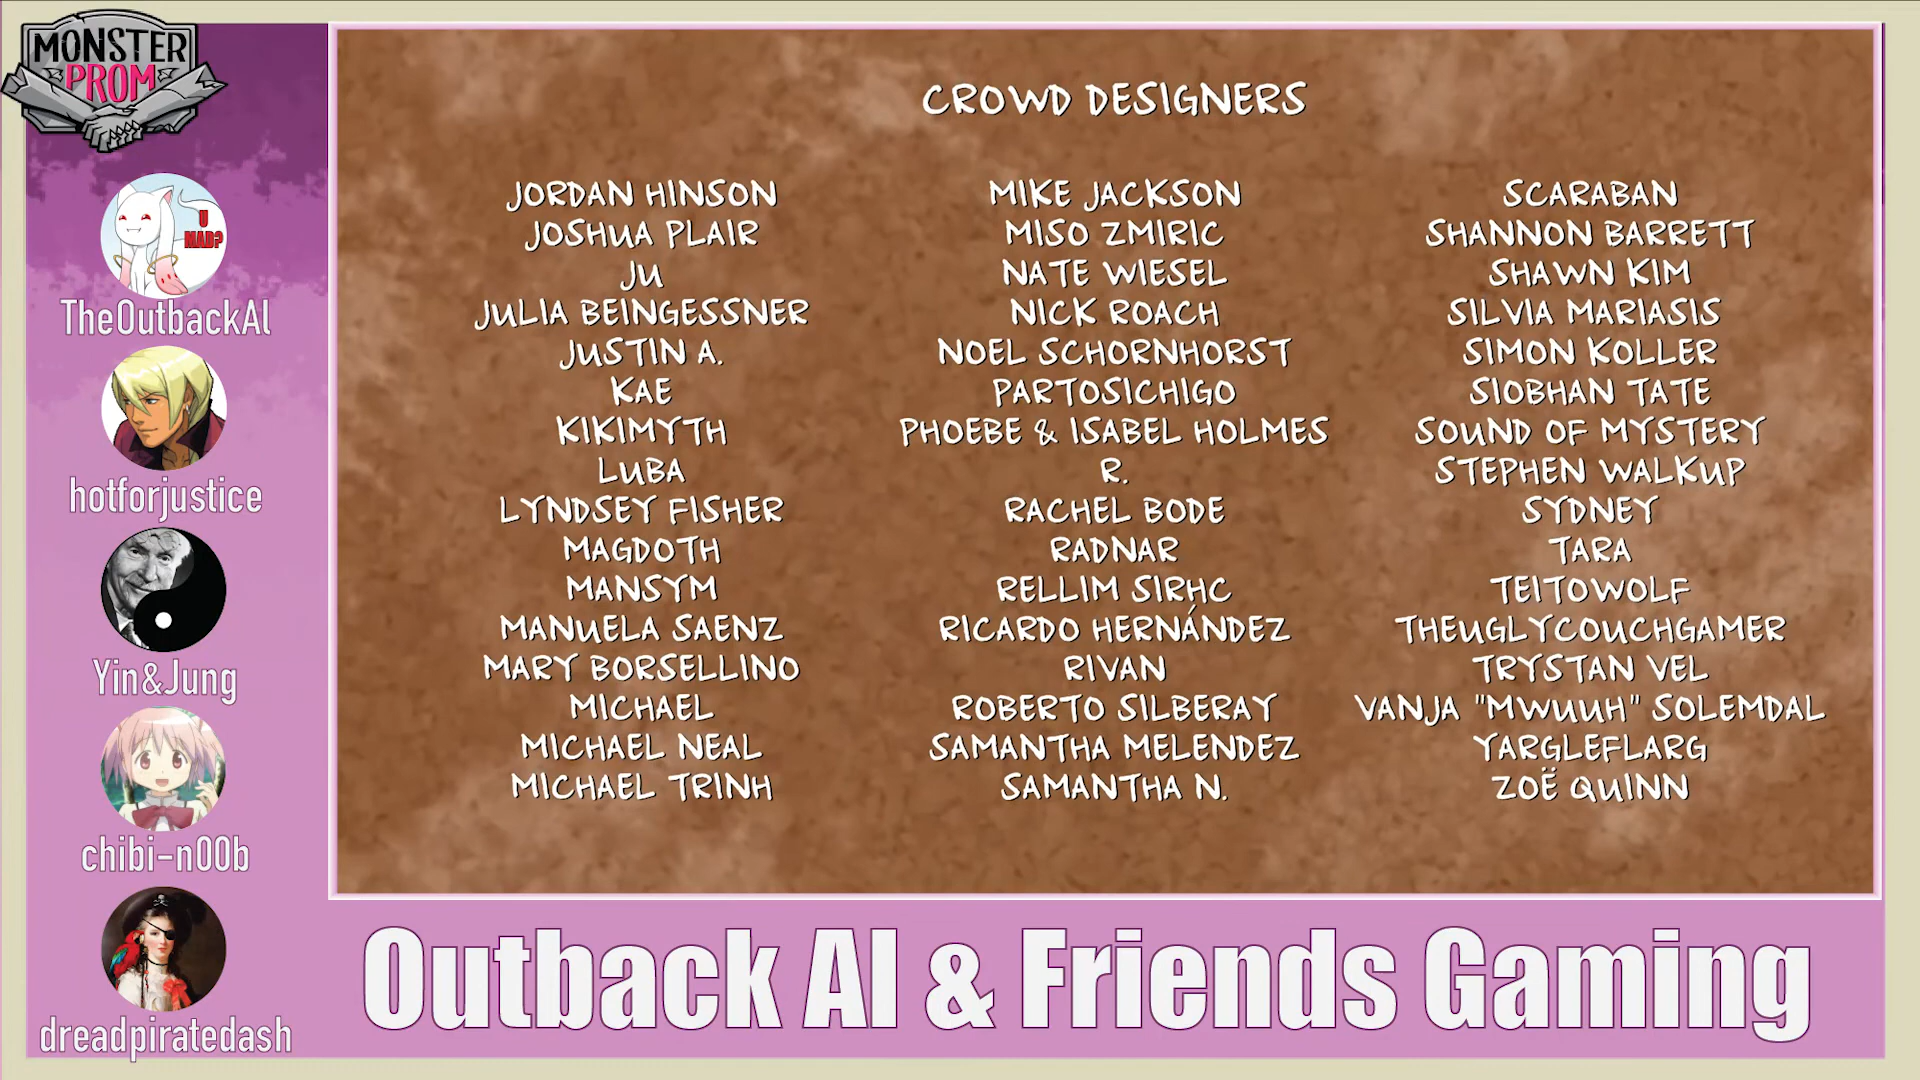 MONSTER
PROM
U
MAD?
TheOutbackAl
hotforjustice
Yin&Jung
chibi-n00b
dreadpiratedash
CROWD DESIGNERS
JORDAN HINSON
JOSHUA PLAIR
JU
JULIA BEINGESSNER
JUSTIN A.
KAE
KIKIMYTH
LUBA
LYNDSEY FISHER
MAGDOTH
MANSYM
MANUELA SAENZ
MARY BORSELLINO
MICHAEL
MICHAEL NEAL
MICHAEL TRINH
MIKE JACKSON
MISO ZMIRIC
NATE WIESEL
NICK ROACH
NOEL SCHORNHORST
PARTOSICHIGO
PHOEBE & ISABEL HOLMES
R.
RACHEL BODE
RADNAR
RELLIM SIRHC
RICARDO HERNÁNDEZ
RIVAN
ROBERTO SILBERAY
SAMANTHA MELENDEZ
SAMANTHA N.
SCARABAN
SHANNON BARRETT
SHAWN KIM
SILVIA MARIASIS
SIMON KOLLER
SIOBHAN TATE
SOUND OF MYSTERY
STEPHEN WALKUP
SYDNEY
TARA
TEITOWOLF
THEUGLYCOUCHGAMER
TRYSTAN VEL
VANJA "MWUUH" SOLEMDAL
YARGLEFLARG
ZOË QUINN
Outback Al & Friends Gaming